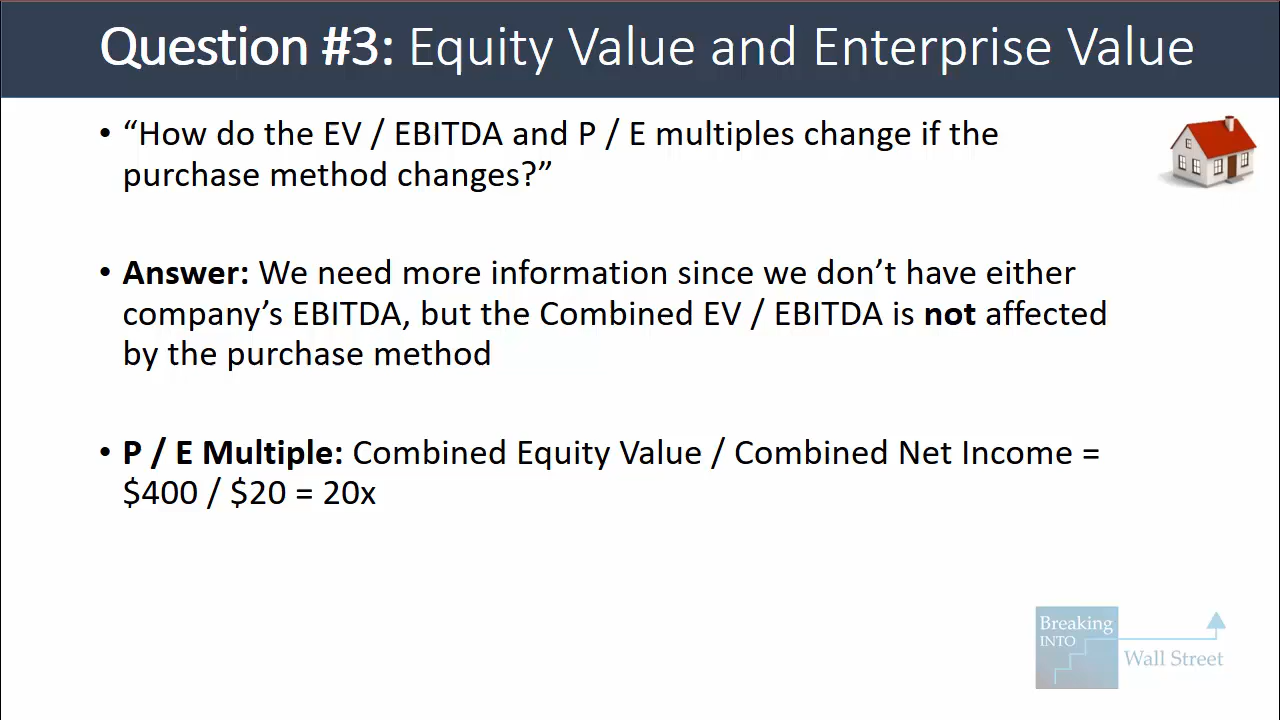 Question #3: Equity Value and Enterprise Value
• “How do the EV / EBITDA and P / E multiples change if the
purchase method changes?”
• Answer: We need more information since we don’t have either
company’s EBITDA, but the Combined EV / EBITDA is not affected
by the purchase method
• P / E Multiple: Combined Equity Value / Combined Net Income =
$400 / $20 = 20x
Breaking
INTO
Wall Street